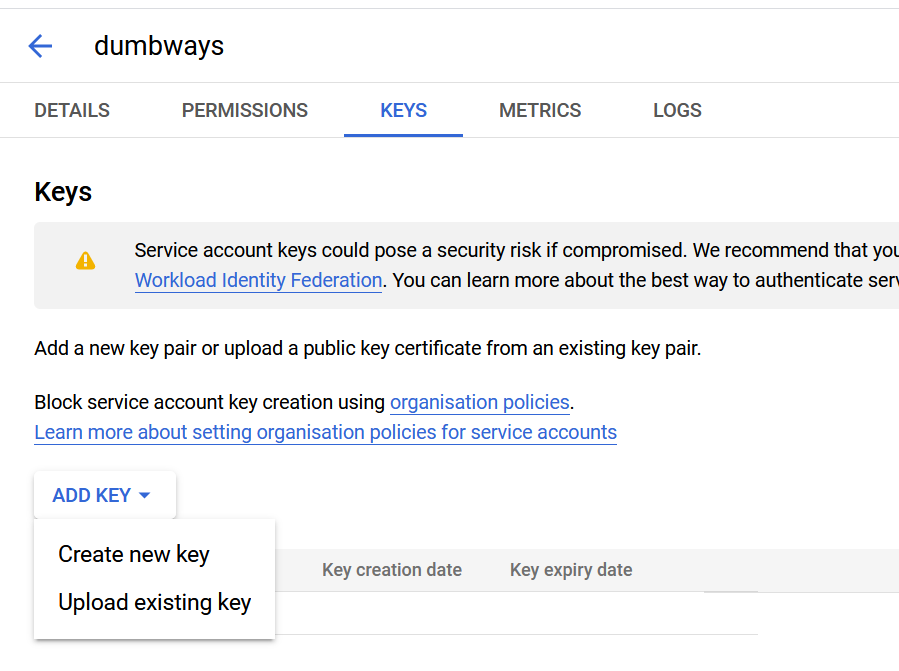 dumbways
DETAILS PERMISSIONS KEYS METRICS LOGS
Keys
Service account keys could pose a security risk if compromised. We recommend that you
Workload Identity Federation. You can learn more about the best way to authenticate
Add a new key pair or upload a public key certificate from an existing key pair.
Block service account key creation using organisation policies.
Learn more about setting organisation policies for service accounts
ADD KEY
Create new key
Upload existing key
Key creation date Key expiry date